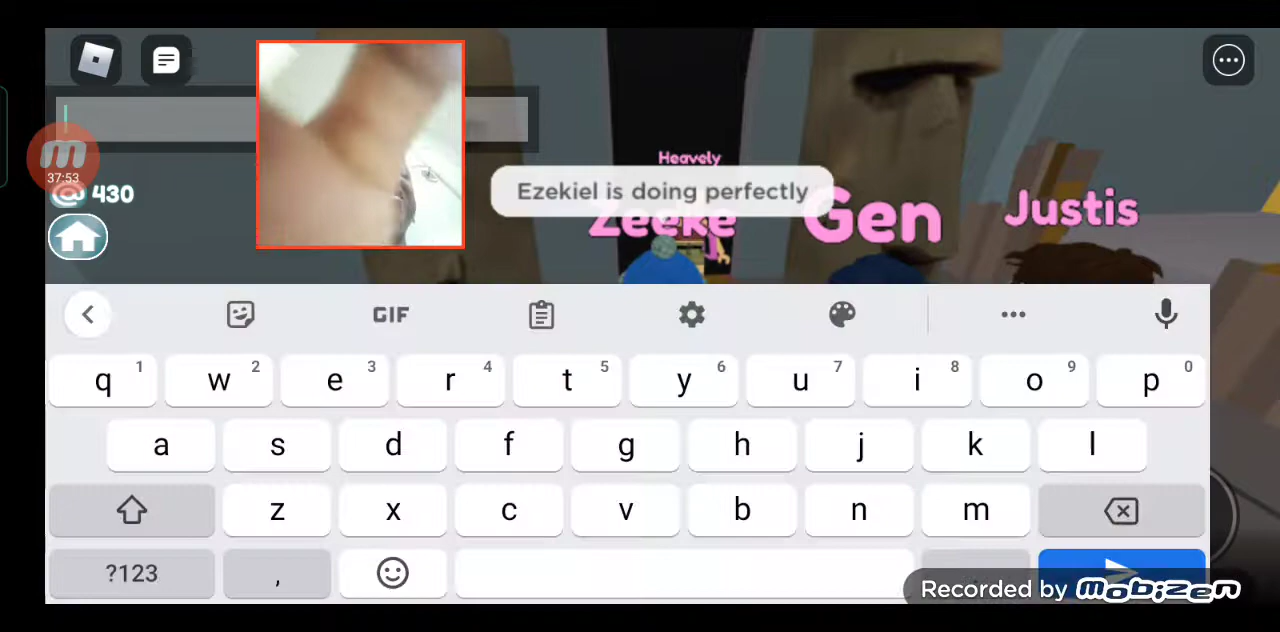 37:53
430
Heavely
Ezekiel is doing perfectly
Zeeke
Gen
Justis
GIF
q 1 w 2 e 3 r 4 t 5 y 6 u 7 i 8 o 9 p 0
a s d f g h j k l
z x c v b n m
?123 ,
Recorded by mobizen